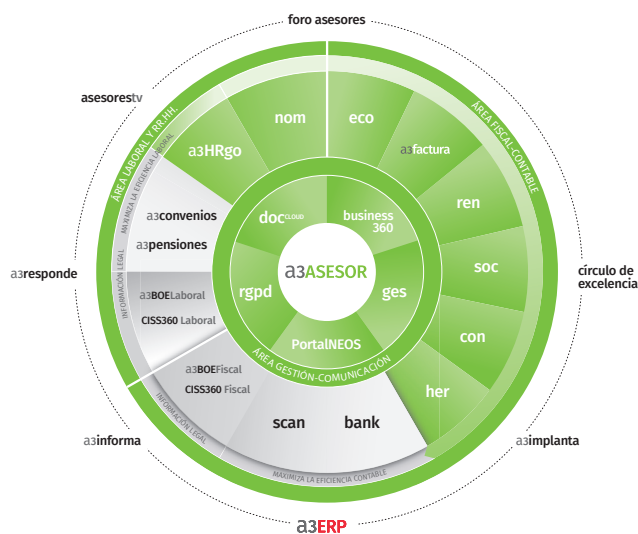 foro asesores
asesorestv
ÁREA LABORAL Y RR.HH.
ÁREA FISCAL-CONTABLE
nom
eco
a3HRgo
a3factura
MAXIMIZA LA EFICIENCIA LABORAL
ren
a3convenios
a3pensiones
docCLOUD
business
360
a3responde
INFORMACIÓN LEGAL
a3ASESOR
soc
círculo de
excelencia
a3BOELaboral
CISS360 Laboral
rgpd
ges
con
PortalNEOS
ÁREA GESTIÓN-COMUNICACIÓN
a3BOEFiscal
CISS360 Fiscal
her
INFORMACIÓN LEGAL
scan
bank
a3informa
a3implanta
MAXIMIZA LA EFICIENCIA CONTABLE
a3ERP